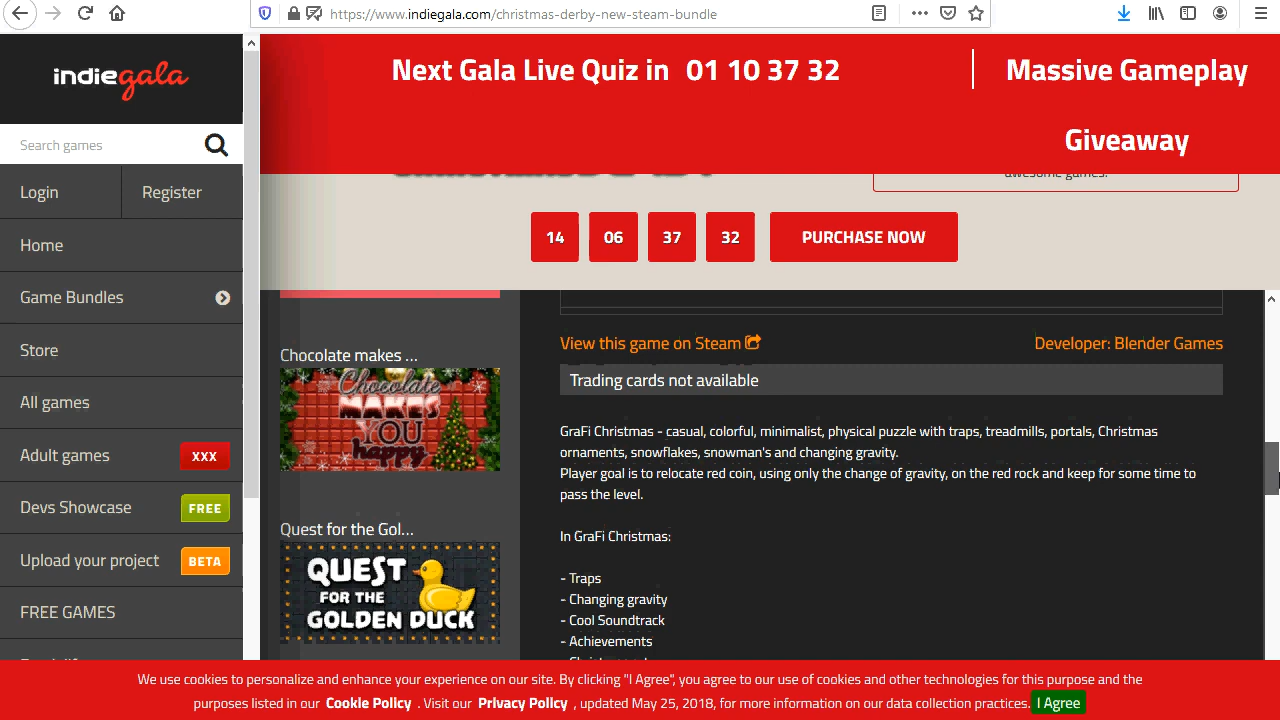 https://www.indiegala.com/christmas-derby-new-steam-bundle
indiegala
Search games
Login
Register
Home
Game Bundles
Store
All games
Adult games XXX
Devs Showcase FREE
Upload your project BETA
FREE GAMES
Next Gala Live Quiz in 01 10 37 32
Massive Gameplay
Giveaway
awesome games.
14 06 37 32 PURCHASE NOW
Chocolate makes ...
Chocolate
MAKES
YOU
happy
Quest for the Gol...
QUEST
FOR THE
GOLDEN DUCK
View this game on Steam
Developer: Blender Games
Trading cards not available
GraFi Christmas - casual, colorful, minimalist, physical puzzle with traps, treadmills, portals, Christmas
ornaments, snowflakes, snowman's and changing gravity.
Player goal is to relocate red coin, using only the change of gravity, on the red rock and keep for some time to
pass the level.
In GraFi Christmas:
- Traps
- Changing gravity
- Cool Soundtrack
- Achievements
We use cookies to personalize and enhance your experience on our site. By clicking "I Agree", you agree to our use of cookies and other technologies for this purpose and the
purposes listed in our Cookie Policy . Visit our Privacy Policy , updated May 25, 2018, for more information on our data collection practices. I Agree